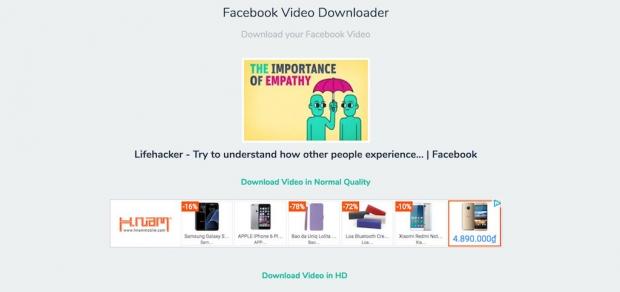 Facebook Video Downloader
Download your Facebook Video
THE IMPORTANCE
OF EMPATHY
Lifehacker - Try to understand how other people experience... | Facebook
Download Video in Normal Quality
-16%
-78%
-72%
-10%
hnam
www.hnammobile.com
Samsung Galaxy E...
Sam...
APPLE iPhone 6 Pl...
APP...
Bao da Uniq Lolita ...
Bao...
Loa Bluetooth Cre...
Loa...
Xiaomi Redmi Not...
Xia...
4.890.000₫
Download Video in HD